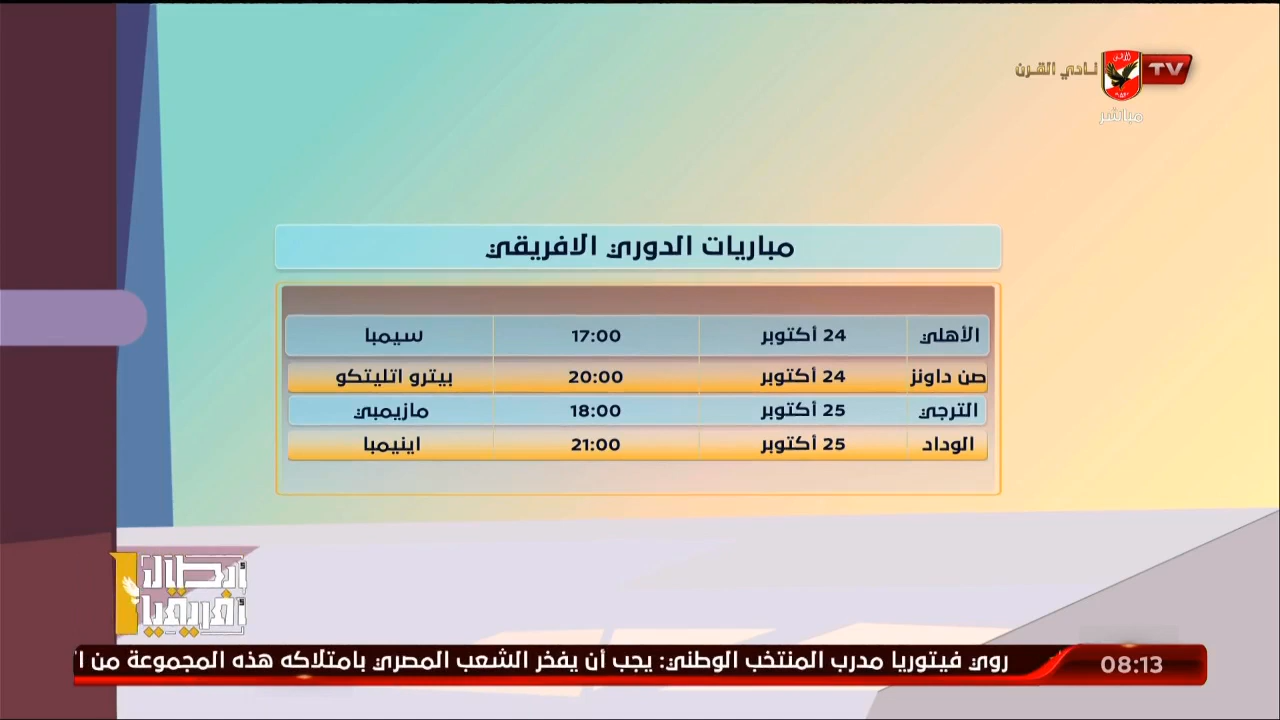 TV نادي القرن
مباشر
مباريات الدوري الافريقي
الأهلي 24 أكتوبر 17:00 سيمبا
صن داونز 24 أكتوبر 20:00 بيترو اتليتكو
الترجي 25 أكتوبر 18:00 مازيمبي
الوداد 25 أكتوبر 21:00 اينيمبا
أبطال
أفريقيا
08:13 روي فيتوريا مدرب المنتخب الوطني: يجب أن يفخر الشعب المصري بامتلاكه هذه المجموعة من